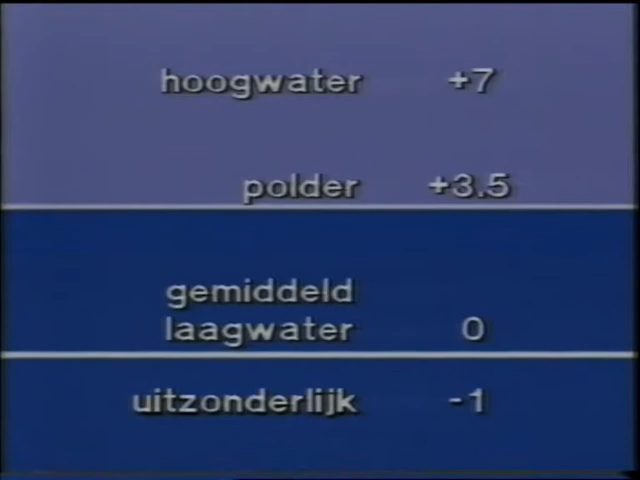 hoogwater +7
polder +3.5
gemiddeld
laagwater 0
uitzonderlijk -1